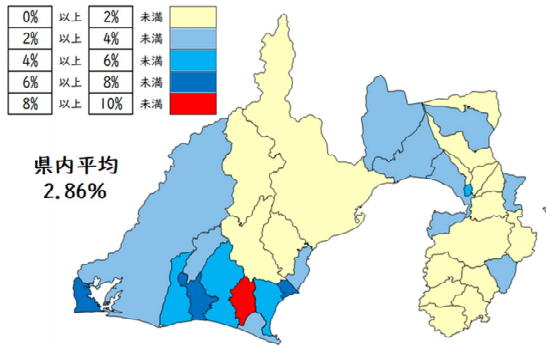 0% 以上 2% 未満
2% 以上 4% 未満
4% 以上 6% 未満
6% 以上 8% 未満
8% 以上 10% 未満
県内平均
2.86%